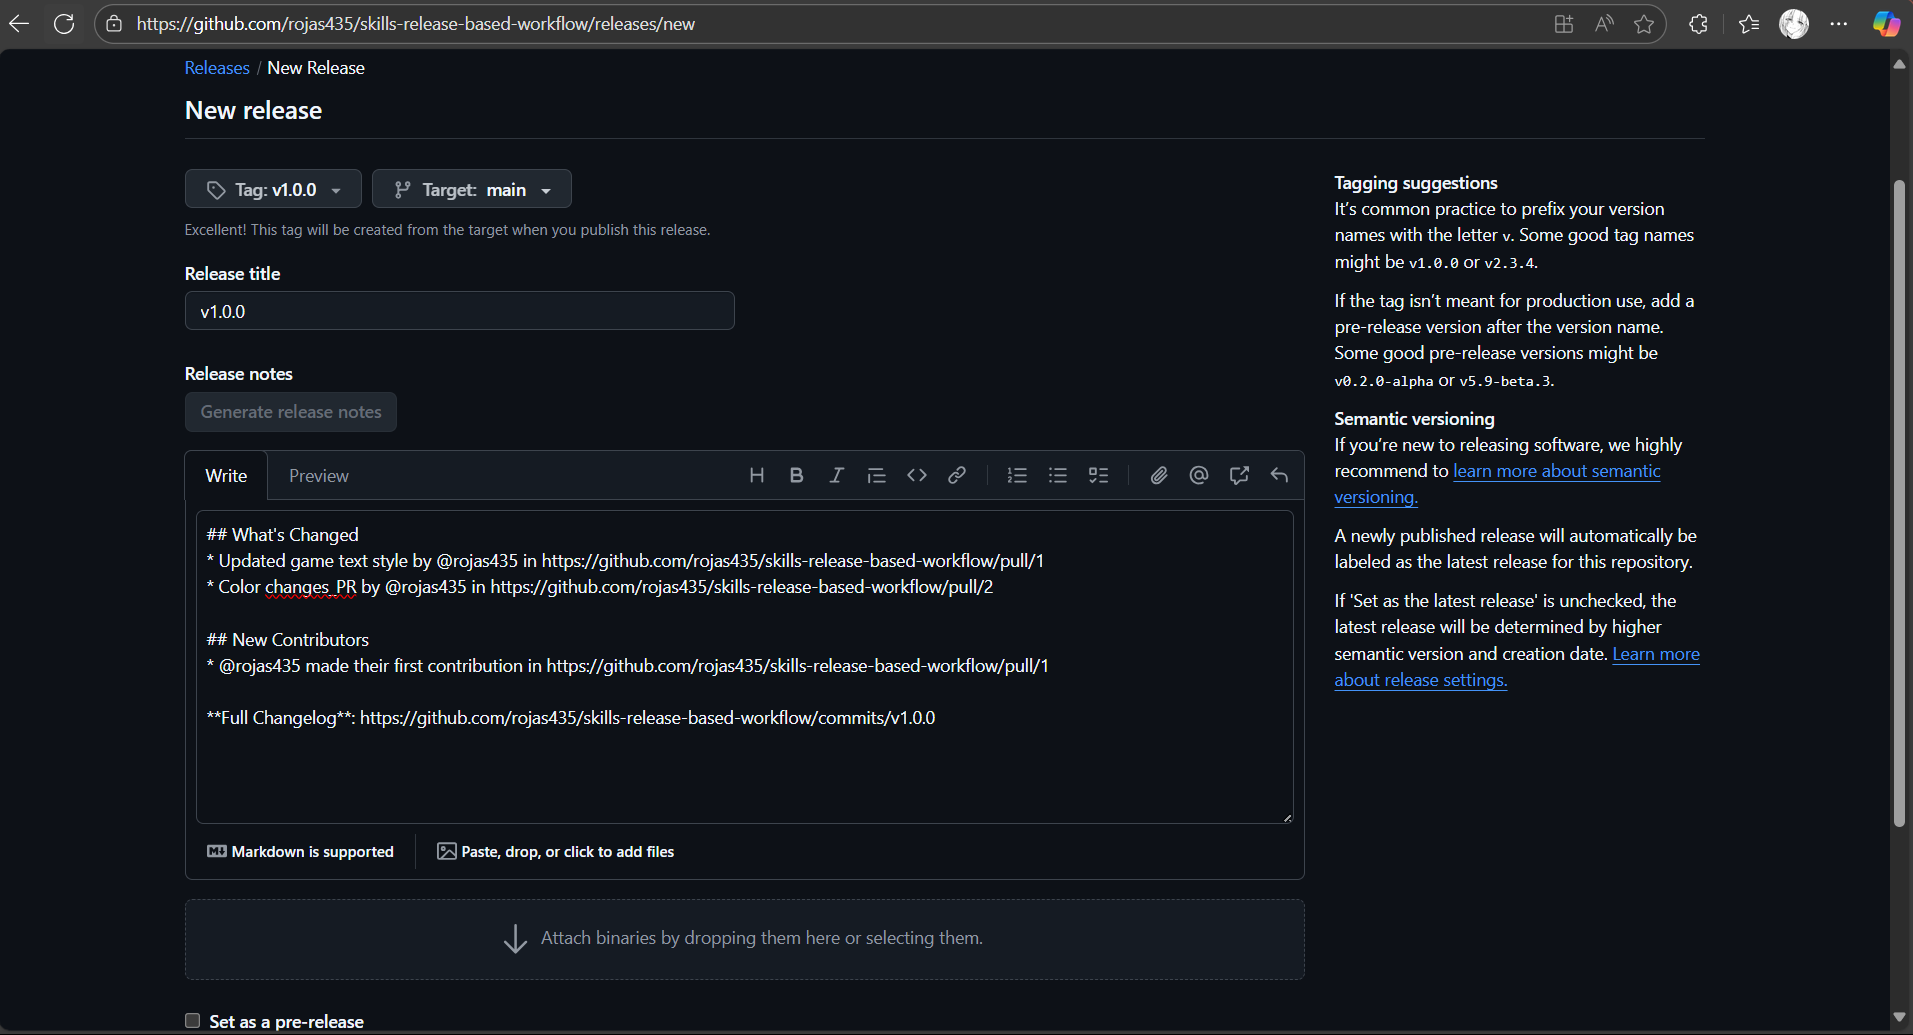 https://github.com/rojas435/skills-release-based-workflow/releases/new
Releases / New Release
New release
Tag: v1.0.0
Target: main
Excellent! This tag will be created from the target when you publish this release.
Release title
v1.0.0
Release notes
Generate release notes
Write
Preview
## What's Changed
* Updated game text style by @rojas435 in https://github.com/rojas435/skills-release-based-workflow/pull/1
* Color changes_PR by @rojas435 in https://github.com/rojas435/skills-release-based-workflow/pull/2
## New Contributors
* @rojas435 made their first contribution in https://github.com/rojas435/skills-release-based-workflow/pull/1
**Full Changelog**: https://github.com/rojas435/skills-release-based-workflow/commits/v1.0.0
Markdown is supported
Paste, drop, or click to add files
Attach binaries by dropping them here or selecting them.
Set as a pre-release
Tagging suggestions
It's common practice to prefix your version
names with the letter v. Some good tag names
might be v1.0.0 or v2.3.4.
If the tag isn't meant for production use, add a
pre-release version after the version name.
Some good pre-release versions might be
v0.2.0-alpha or v5.9-beta.3.
Semantic versioning
If you're new to releasing software, we highly
recommend to learn more about semantic
versioning.
A newly published release will automatically be
labeled as the latest release for this repository.
If 'Set as the latest release' is unchecked, the
latest release will be determined by higher
semantic version and creation date. Learn more
about release settings.